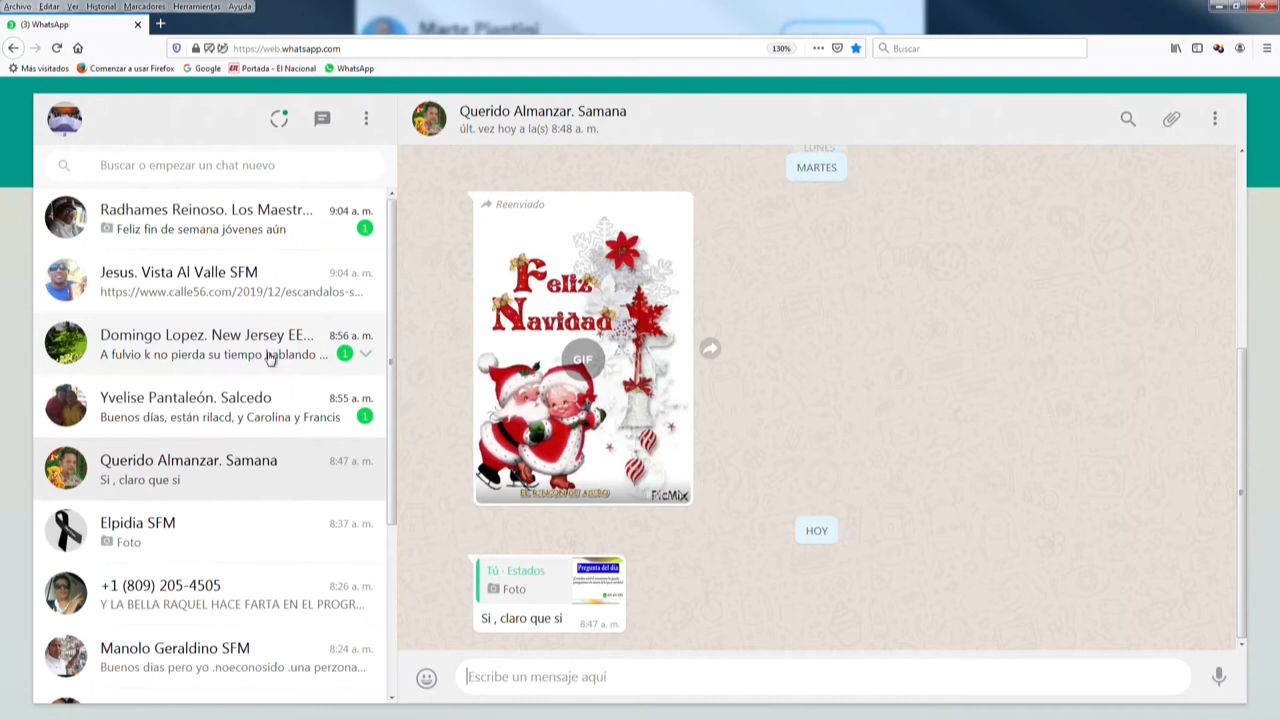 Archivo Editar Ver Historial Marcadores Herramientas Ayuda
(3) WhatsApp
https://web.whatsapp.com
130%
Buscar
Más visitados Comenzar a usar Firefox Google Portada - El Nacional WhatsApp
Buscar o empezar un chat nuevo
Radhames Reinoso. Los Maestr... 9:04 a. m.
Feliz fin de semana jóvenes aún 1
Jesus. Vista Al Valle SFM 9:04 a. m.
https://www.calle56.com/2019/12/escandalos-s...
Domingo Lopez. New Jersey EE... 8:56 a. m.
A fulvio k no pierda su tiempo hablando ... 1
Yvelise Pantaleón. Salcedo 8:55 a. m.
Buenos días, están rilacd, y Carolina y Francis 1
Querido Almanzar. Samana 8:47 a. m.
Si , claro que si
Elpidia SFM 8:37 a. m.
Foto
+1 (809) 205-4505 8:26 a. m.
Y LA BELLA RAQUEL HACE FARTA EN EL PROGR...
Manolo Geraldino SFM 8:24 a. m.
Buenos dias pero yo .noeconosido .una perzona...
Querido Almanzar. Samana
últ. vez hoy a la(s) 8:48 a. m.
LUNES
MARTES
Reenviado
Feliz
Navidad
GIF
EL RINCON DE ASERO
PicMix
HOY
Tú · Estados
Foto
Pregunta del día
Si , claro que si 8:47 a. m.
Escribe un mensaje aquí